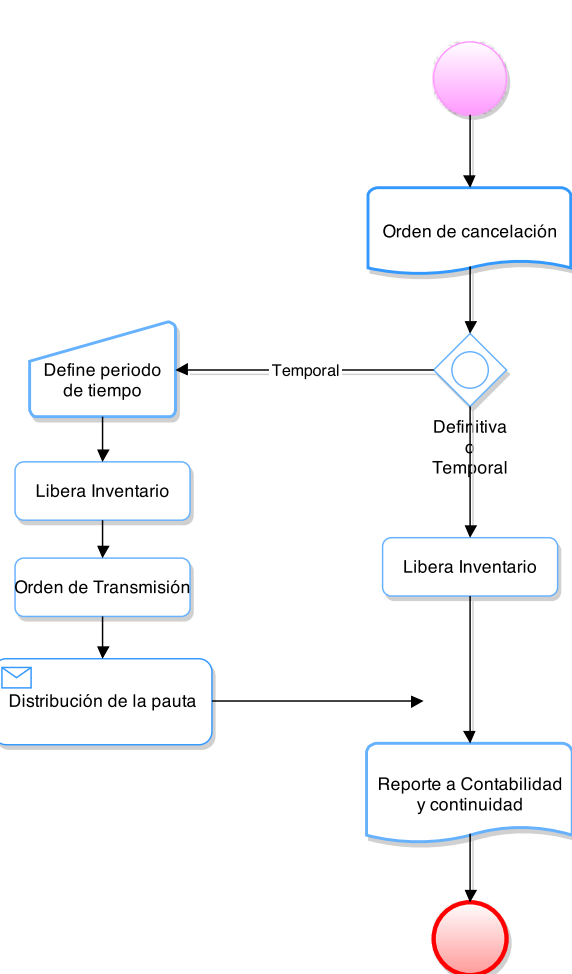 Orden de cancelación
Temporal
Define periodo
de tiempo
Definitiva
o
Temporal
Libera Inventario
Libera Inventario
Orden de Transmisión
Distribución de la pauta
Reporte a Contabilidad
y continuidad